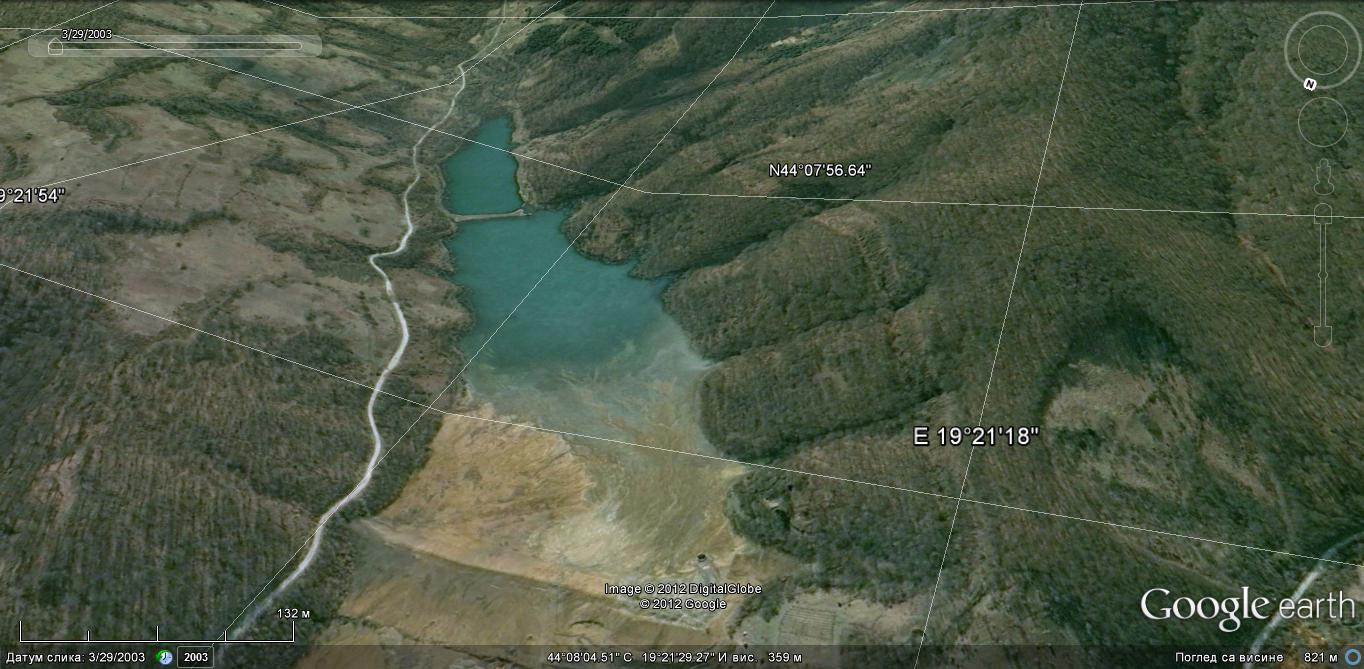 3/29/2003
N44°07'56.64"
9°21'54"
E 19°21'18"
Image © 2012 DigitalGlobe
© 2012 Google
Google earth
132 м
Датум слике: 3/29/2003
2003
44°08'04.51" С 19°21'29.27" И вис. 359 м
Поглед са висине 821 м
N